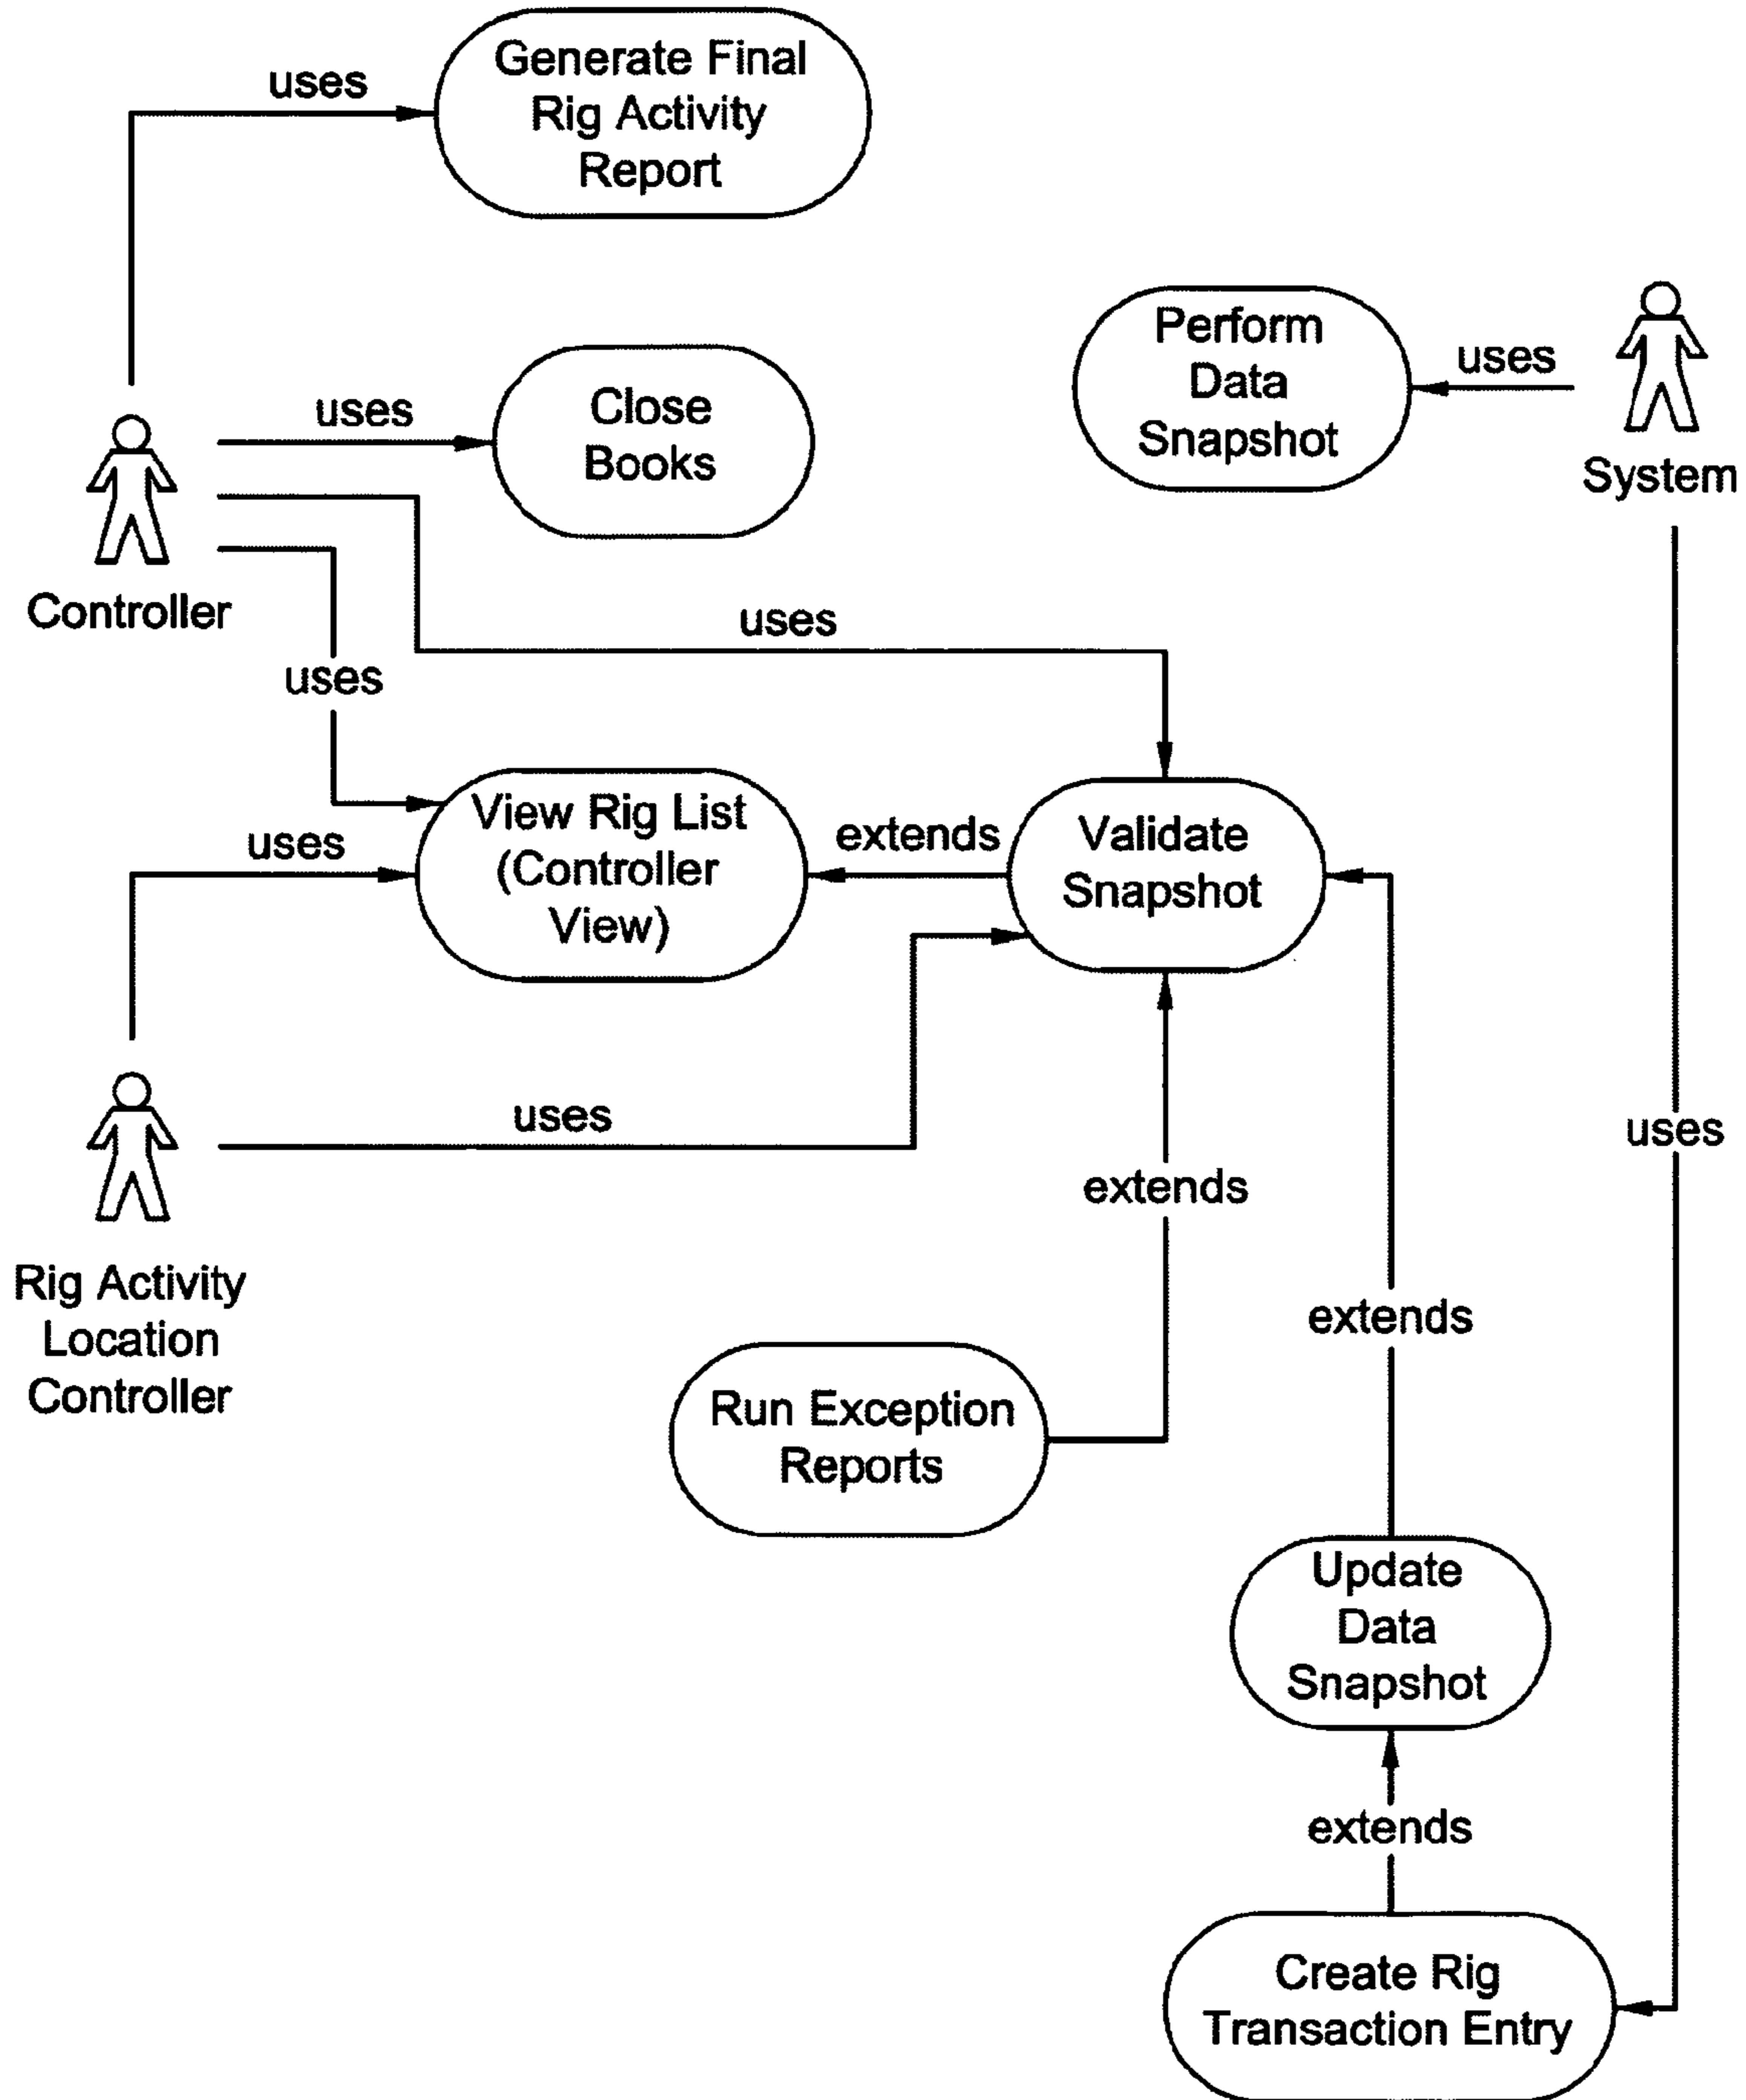 Generate Final
Rig Activity
Report
uses
Close
Books
uses
Perform
Data
Snapshot
uses
System
Controller
uses
uses
View Rig List
(Controller
View)
uses
extends
Validate
Snapshot
uses
uses
extends
Rig Activity
Location
Controller
extends
Run Exception
Reports
Update
Data
Snapshot
extends
Create Rig
Transaction Entry